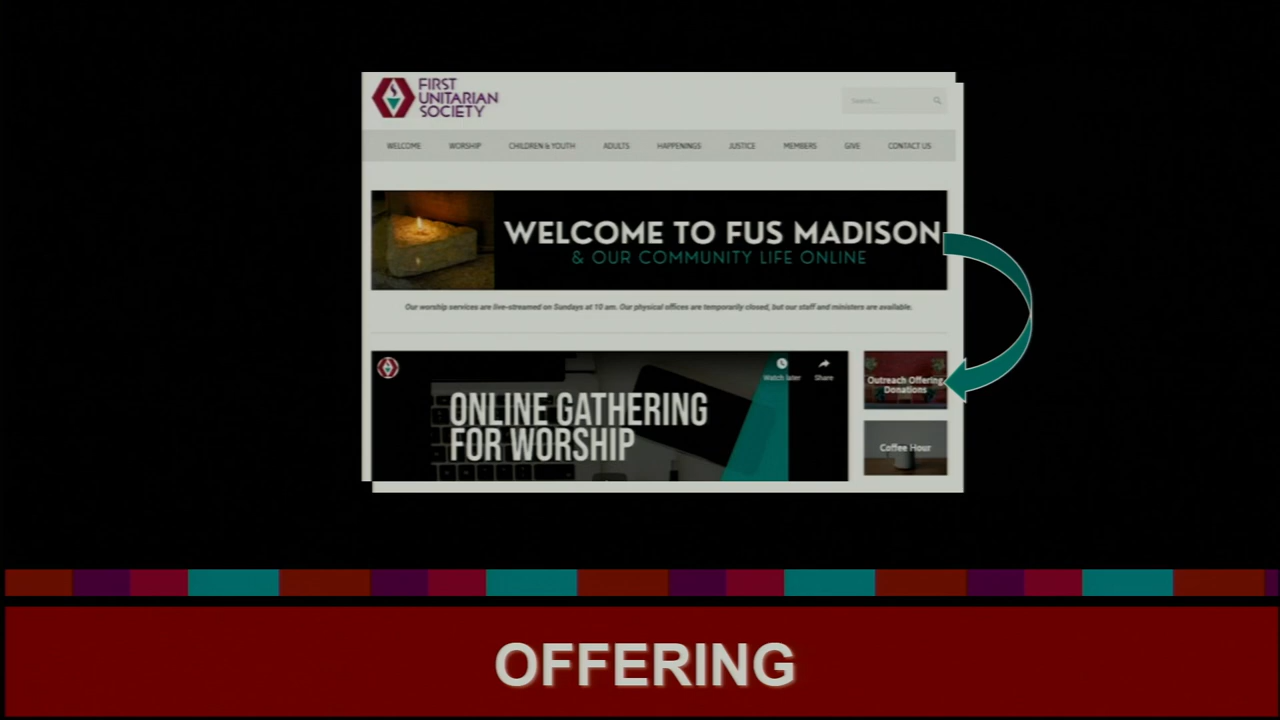 FIRST
UNITARIAN
SOCIETY
Search...
WELCOME WORSHIP CHILDREN & YOUTH ADULTS HAPPENINGS JUSTICE MEMBERS GIVE CONTACT US
WELCOME TO FUS MADISON
& OUR COMMUNITY LIFE ONLINE
Our worship services are live-streamed on Sundays at 10 am. Our physical offices are temporarily closed, but our staff and ministers are available.
Watch later Share
ONLINE GATHERING
FOR WORSHIP
Outreach Offering
Donations
Coffee Hour
OFFERING